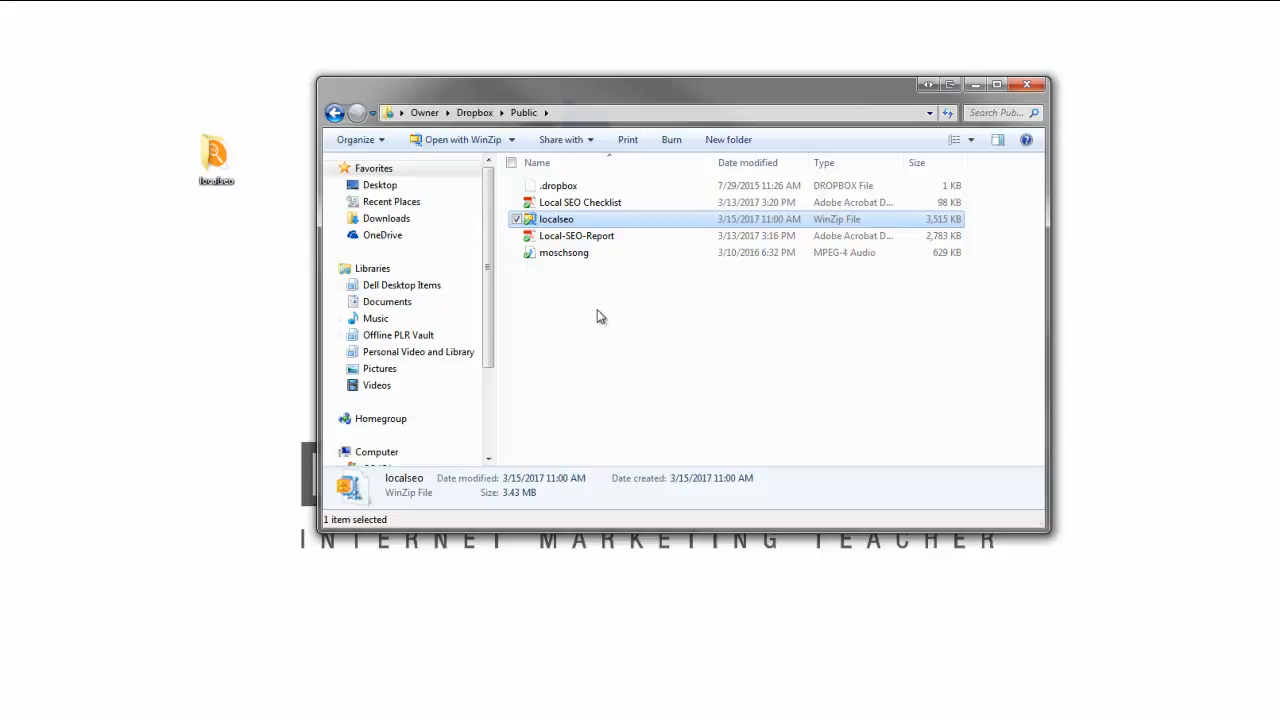 localseo
Owner Dropbox Public
Search Pub...
Organize Open with WinZip Share with Print Burn New folder
Name Date modified Type Size
.dropbox 7/29/2015 11:26 AM DROPBOX File 1 KB
Local SEO Checklist 3/13/2017 3:20 PM Adobe Acrobat D... 98 KB
localseo 3/15/2017 11:00 AM WinZip File 3,515 KB
Local-SEO-Report 3/13/2017 3:16 PM Adobe Acrobat D... 2,783 KB
moschsong 3/10/2016 6:32 PM MPEG-4 Audio 629 KB
Favorites
Desktop
Recent Places
Downloads
OneDrive
Libraries
Dell Desktop Items
Documents
Music
Offline PLR Vault
Personal Video and Library
Pictures
Videos
Homegroup
Computer
localseo Date modified: 3/15/2017 11:00 AM Date created: 3/15/2017 11:00 AM
WinZip File Size: 3.43 MB
1 item selected
INTERNET MARKETING TEACHER